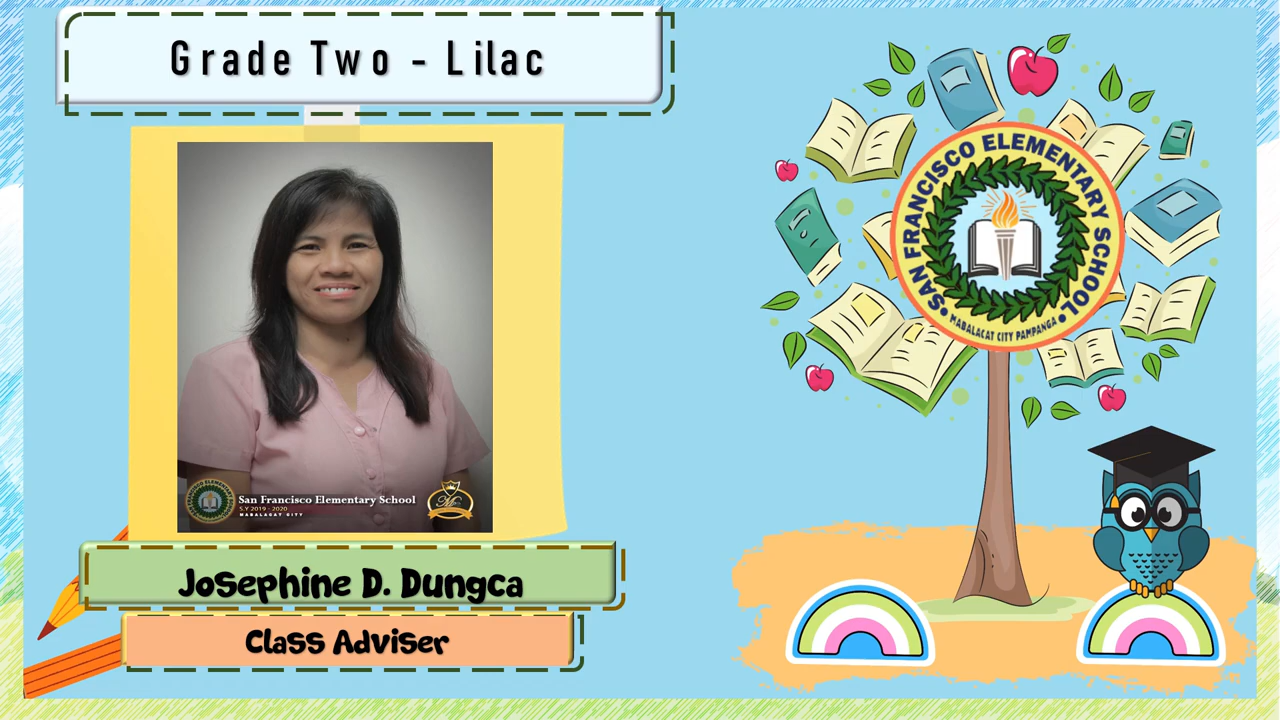 Grade Two - Lilac
SAN FRANCISCO ELEMENTARY SCHOOL
MABALACAT CITY PAMPANGA
San Francisco Elementary School
S.Y 2019 - 2020
MABALACAT CITY
Josephine D. Dungca
Class Adviser